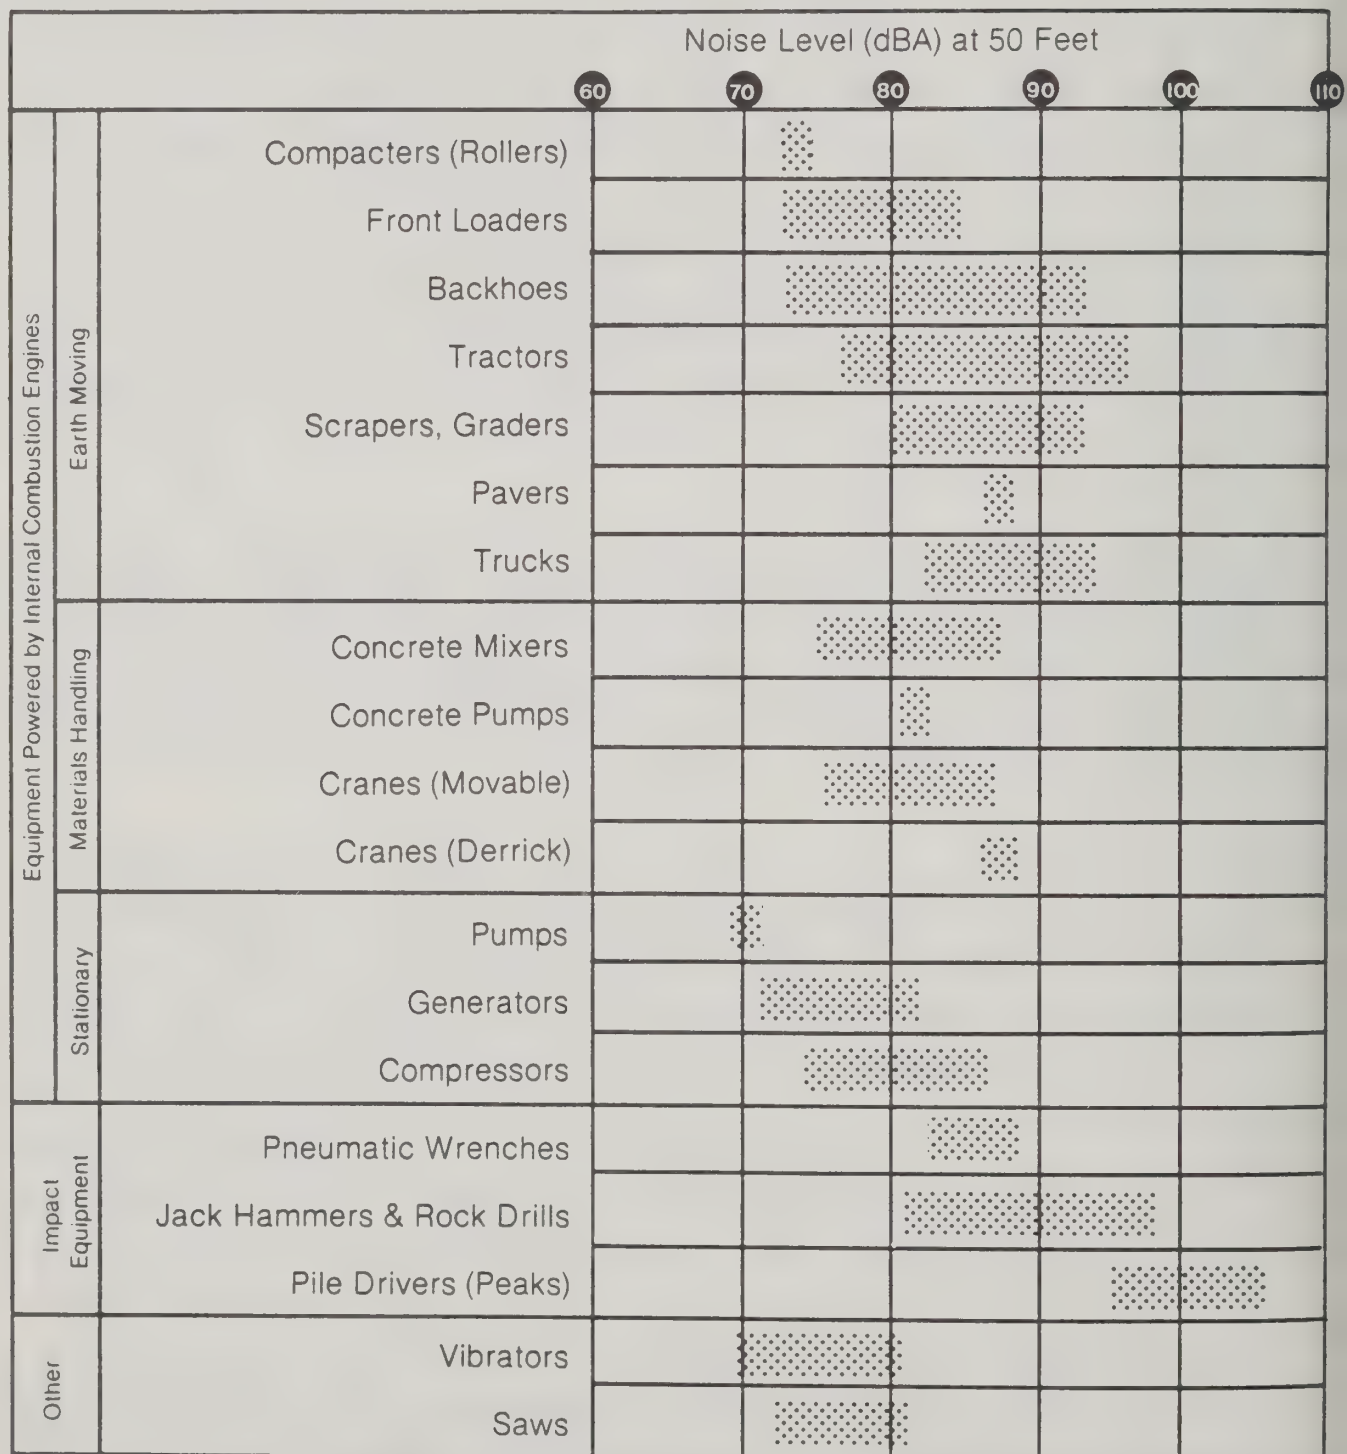 Noise Level (dBA) at 50 Feet
60 70 80 90 100 110
Equipment Powered by Internal Combustion Engines
Earth Moving
Compacters (Rollers)
Front Loaders
Backhoes
Tractors
Scrapers, Graders
Pavers
Trucks
Materials Handling
Concrete Mixers
Concrete Pumps
Cranes (Movable)
Cranes (Derrick)
Stationary
Pumps
Generators
Compressors
Impact
Equipment
Pneumatic Wrenches
Jack Hammers & Rock Drills
Pile Drivers (Peaks)
Other
Vibrators
Saws